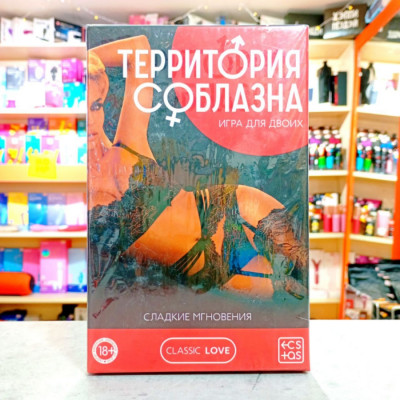 ТЕРРИТОРИЯ
СОБЛАЗНА
ИГРА ДЛЯ ДВОИХ
СЛАДКИЕ МГНОВЕНИЯ
18+
CLASSIC LOVE